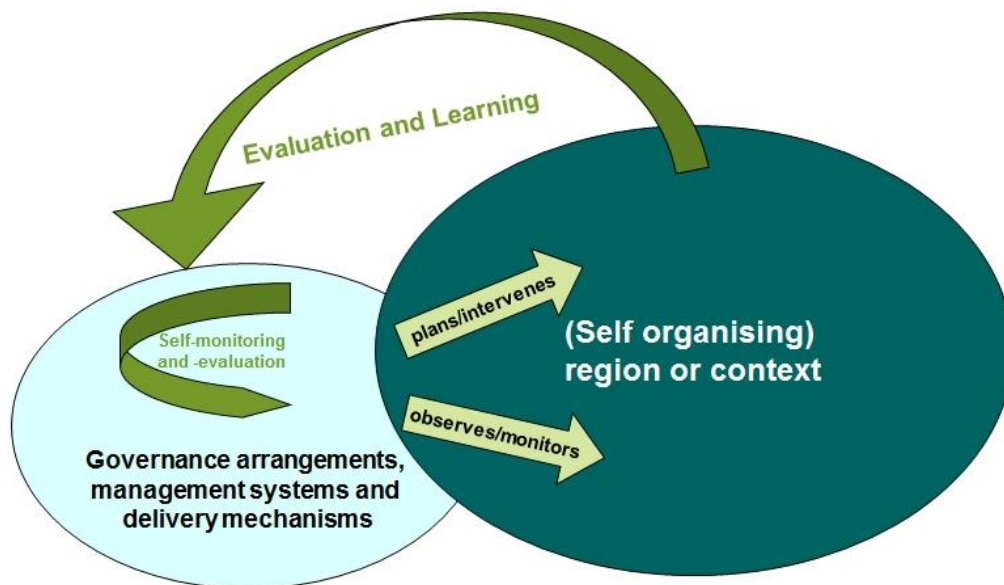 Evaluation and Learning
Self-monitoring
and -evaluation
plans/intervenes
observes/monitors
(Self organising)
region or context
Governance arrangements,
management systems and
delivery mechanisms